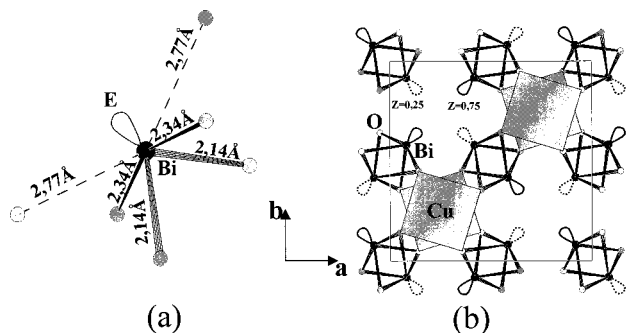 2,77Å
E
2,34Å
2,14Å
Bi
2,77Å
2,34Å
2,14Å
(a)
Z=0,25
Z=0,75
O
Bi
Cu
b
a
(b)